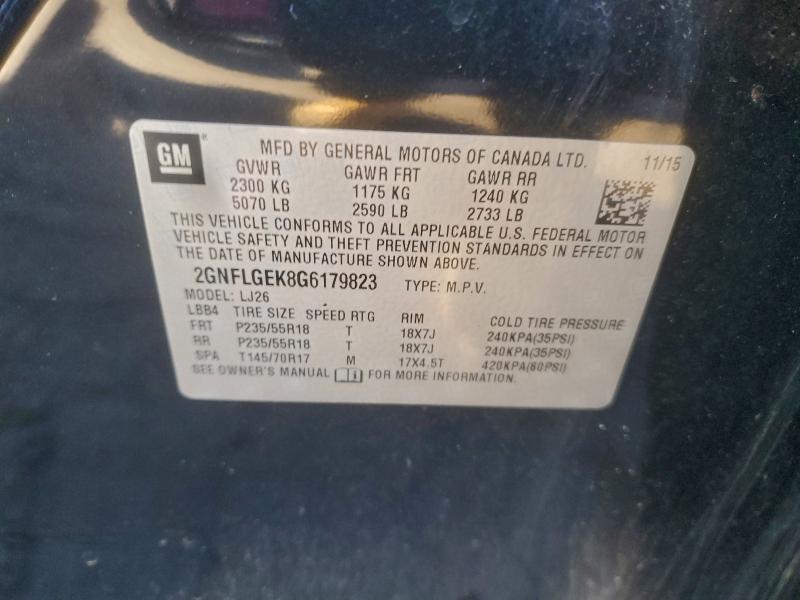 GM® MFD BY GENERAL MOTORS OF CANADA LTD. 11/15
GVWR GAWR FRT GAWR RR
2300 KG 1175 KG 1240 KG
5070 LB 2590 LB 2733 LB
THIS VEHICLE CONFORMS TO ALL APPLICABLE U.S. FEDERAL MOTOR
VEHICLE SAFETY AND THEFT PREVENTION STANDARDS IN EFFECT ON
THE DATE OF MANUFACTURE SHOWN ABOVE.
2GNFLGEK8G6179823 TYPE: M.P.V.
MODEL: LJ26
LBB4 TIRE SIZE SPEED RTG RIM COLD TIRE PRESSURE
FRT P235/55R18 T 18X7J 240KPA(35PSI)
RR P235/55R18 T 18X7J 240KPA(35PSI)
SPA T145/70R17 M 17X4.5T 420KPA(60PSI)
SEE OWNER'S MANUAL i FOR MORE INFORMATION.